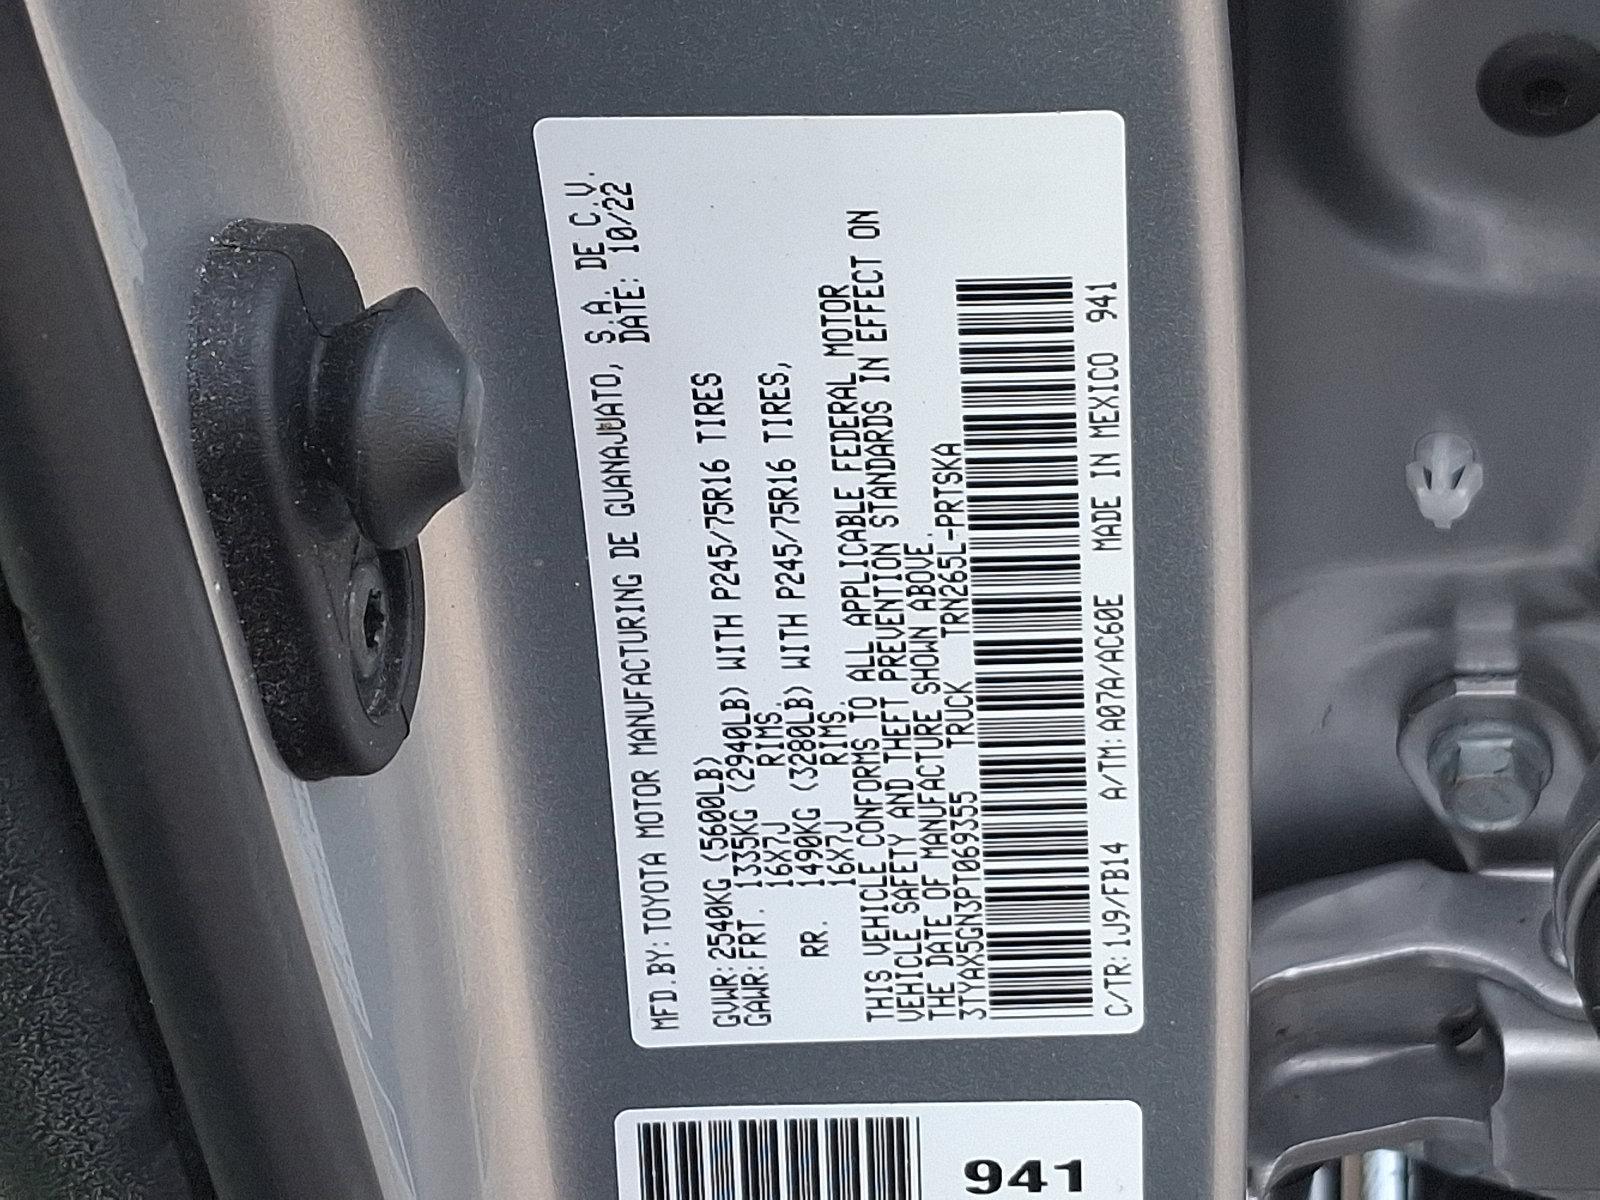 MFD.BY:TOYOTA MOTOR MANUFACTURING DE GUANAJUATO, S.A. DE C.V.
DATE: 10/22
GVWR:2540KG (5600LB)
GAWR:FRT. 1335KG (2940LB) WITH P245/75R16 TIRES
16X7J RIMS,
RR. 1490KG (3280LB) WITH P245/75R16 TIRES,
16X7J RIMS,
THIS VEHICLE CONFORMS TO ALL APPLICABLE FEDERAL MOTOR
VEHICLE SAFETY AND THEFT PREVENTION STANDARDS IN EFFECT ON
THE DATE OF MANUFACTURE SHOWN ABOVE.
3TYAX5GN3PT069355 TRUCK TRN265L-PRTSKA
C/TR:1J9/FB14 A/TM:A07A/AC60E MADE IN MEXICO 941
941